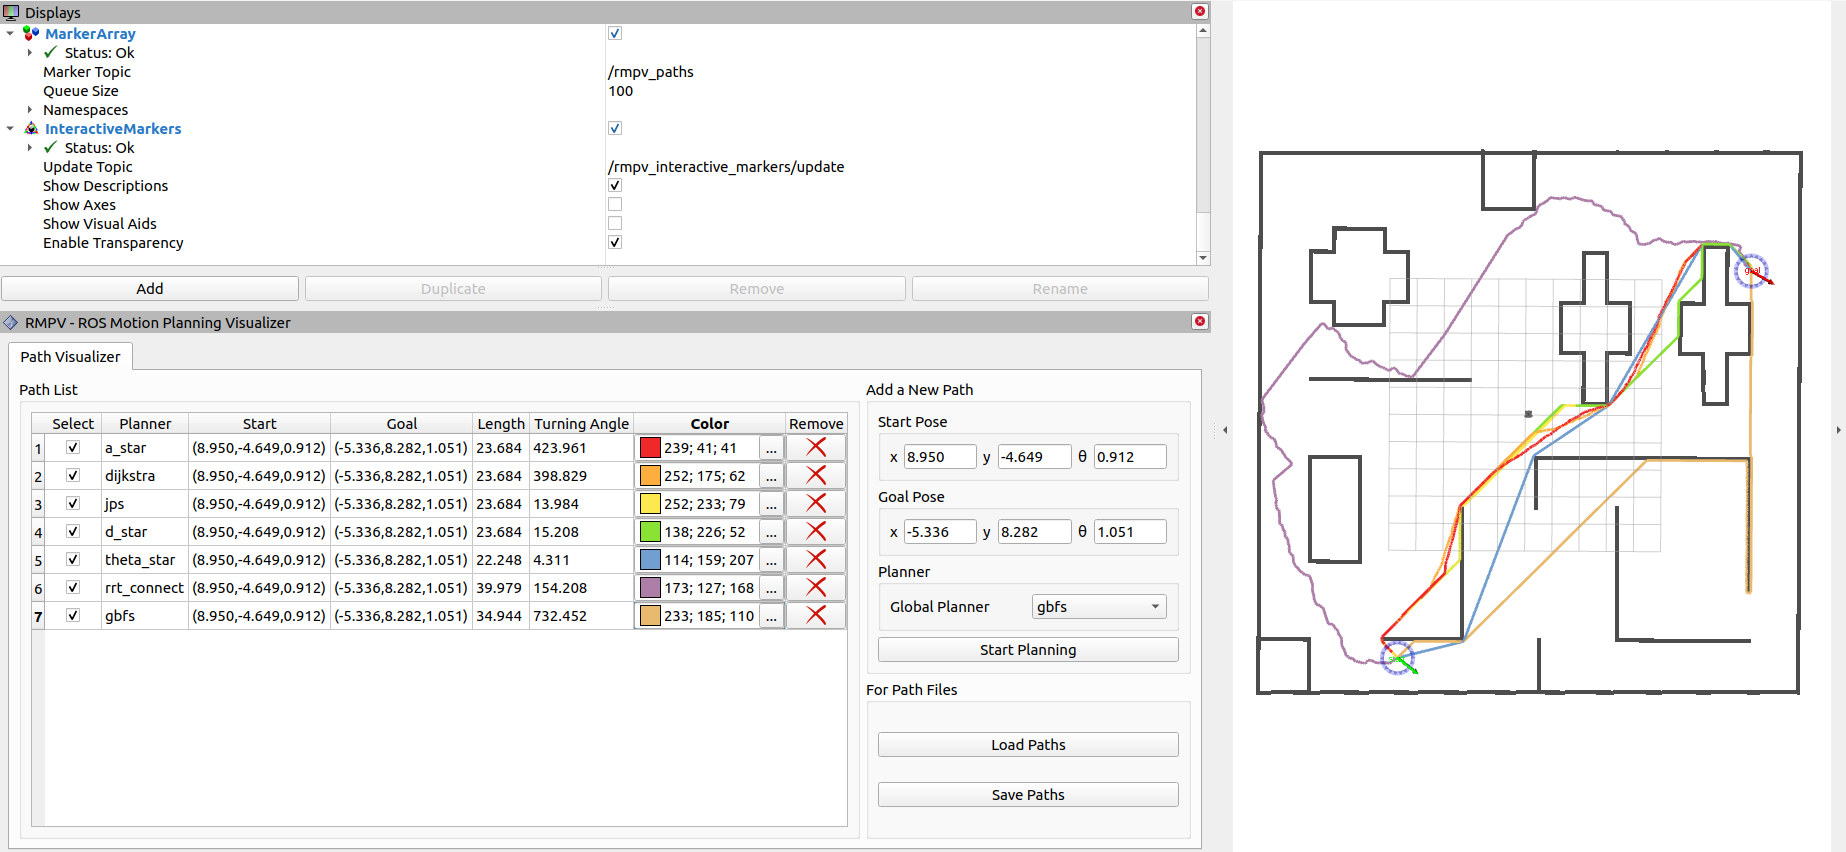 Displays
MarkerArray
Status: Ok
Marker Topic /rmpv_paths
Queue Size 100
Namespaces
InteractiveMarkers
Status: Ok
Update Topic /rmpv_interactive_markers/update
Show Descriptions
Show Axes
Show Visual Aids
Enable Transparency
Add Duplicate Remove Rename
RMPV - ROS Motion Planning Visualizer
Path Visualizer
Path List
Select Planner Start Goal Length Turning Angle Color Remove
1 a_star (8.950,-4.649,0.912) (-5.336,8.282,1.051) 23.684 423.961 239; 41; 41 ...
2 dijkstra (8.950,-4.649,0.912) (-5.336,8.282,1.051) 23.684 398.829 252; 175; 62 ...
3 jps (8.950,-4.649,0.912) (-5.336,8.282,1.051) 23.684 13.984 252; 233; 79 ...
4 d_star (8.950,-4.649,0.912) (-5.336,8.282,1.051) 23.684 15.208 138; 226; 52 ...
5 theta_star (8.950,-4.649,0.912) (-5.336,8.282,1.051) 22.248 4.311 114; 159; 207 ...
6 rrt_connect (8.950,-4.649,0.912) (-5.336,8.282,1.051) 39.979 154.208 173; 127; 168 ...
7 gbfs (8.950,-4.649,0.912) (-5.336,8.282,1.051) 34.944 732.452 233; 185; 110 ...
Add a New Path
Start Pose
x 8.950 y -4.649 θ 0.912
Goal Pose
x -5.336 y 8.282 θ 1.051
Planner
Global Planner gbfs
Start Planning
For Path Files
Load Paths
Save Paths
goal